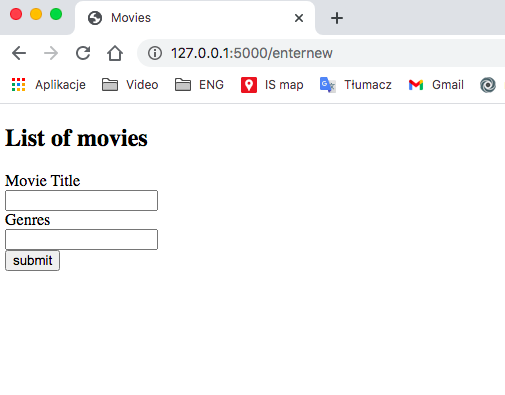 Movies
127.0.0.1:5000/enternew
Aplikacje Video ENG IS map Tłumacz Gmail
List of movies
Movie Title
Genres
submit